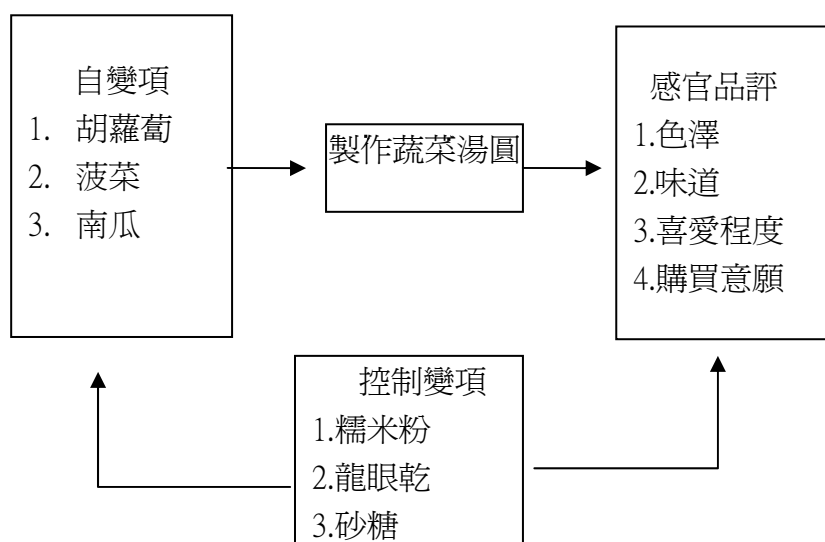 自變項
1. 胡蘿蔔
2. 菠菜
3. 南瓜
製作蔬菜湯圓
感官品評
1.色澤
2.味道
3.喜愛程度
4.購買意願
控制變項
1.糯米粉
2.龍眼乾
3.砂糖